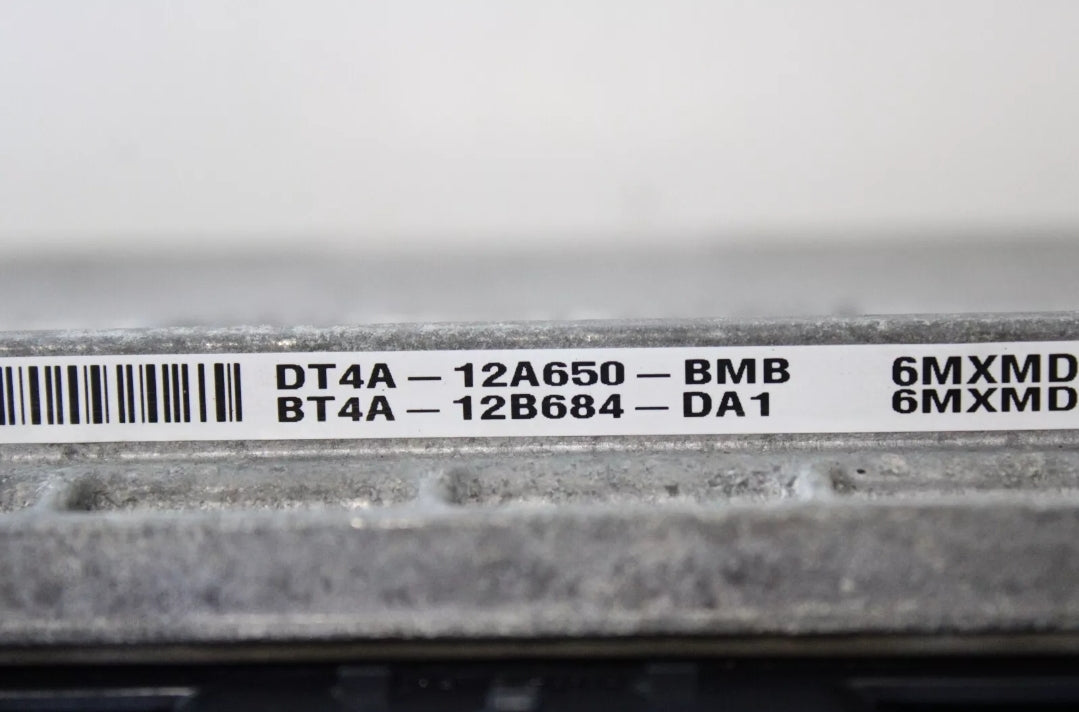 DT4A – 12A650 – BMB 6MXMD
BT4A – 12B684 – DA1 6MXMD